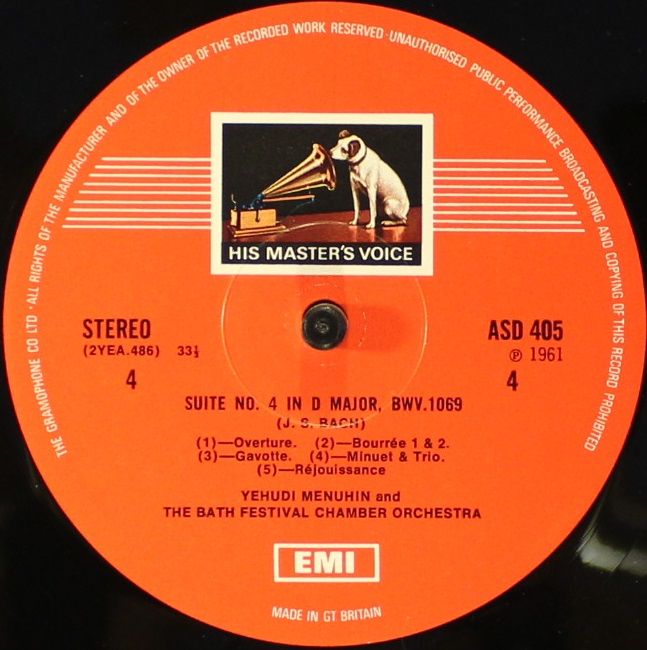 THE GRAMOPHONE CO LTD · ALL RIGHTS OF THE MANUFACTURER AND OF THE OWNER OF THE RECORDED WORK RESERVED · UNAUTHORISED PUBLIC PERFORMANCE BROADCASTING AND COPYING OF THIS RECORD PROHIBITED
HIS MASTER'S VOICE
STEREO
(2YEA.486) 33⅓
4
ASD 405
℗ 1961
4
SUITE NO. 4 IN D MAJOR, BWV.1069
(J. S. BACH)
(1)—Overture. (2)—Bourrée 1 & 2.
(3)—Gavotte. (4)—Minuet & Trio.
(5)—Réjouissance
YEHUDI MENUHIN and
THE BATH FESTIVAL CHAMBER ORCHESTRA
EMI
MADE IN GT BRITAIN